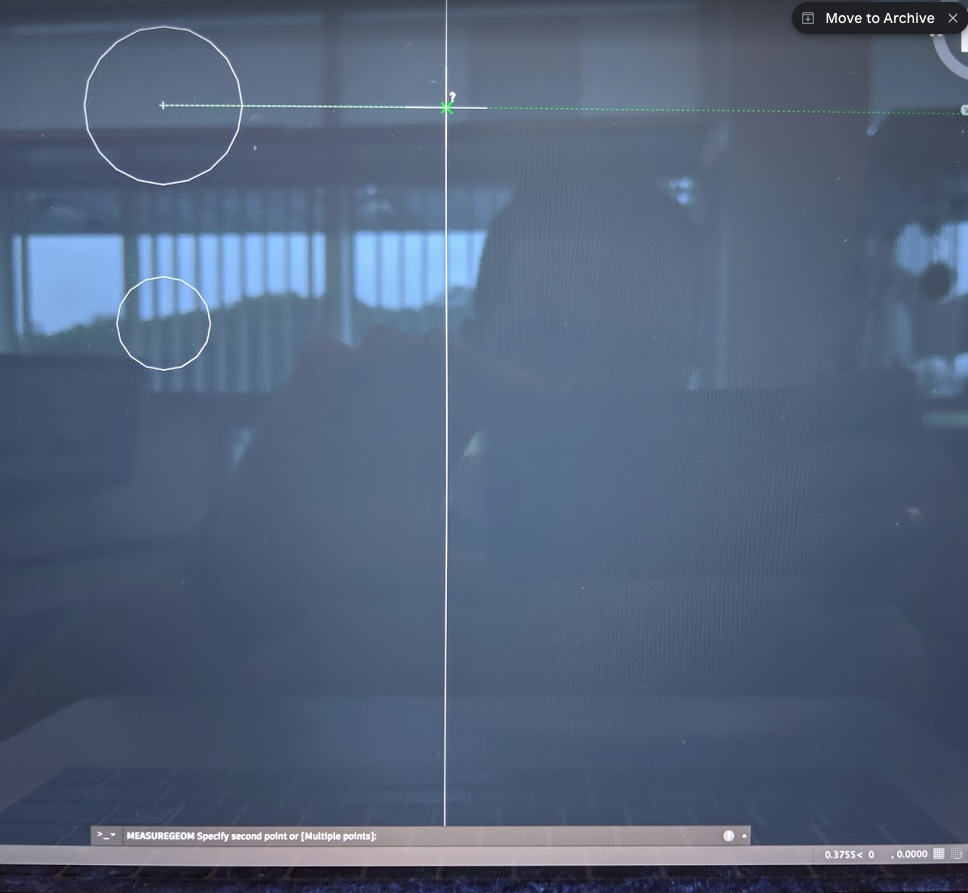 Move to Archive
?
>_ MEASUREGEOM Specify second point or [Multiple points]:
0.3755< 0 , 0.0000